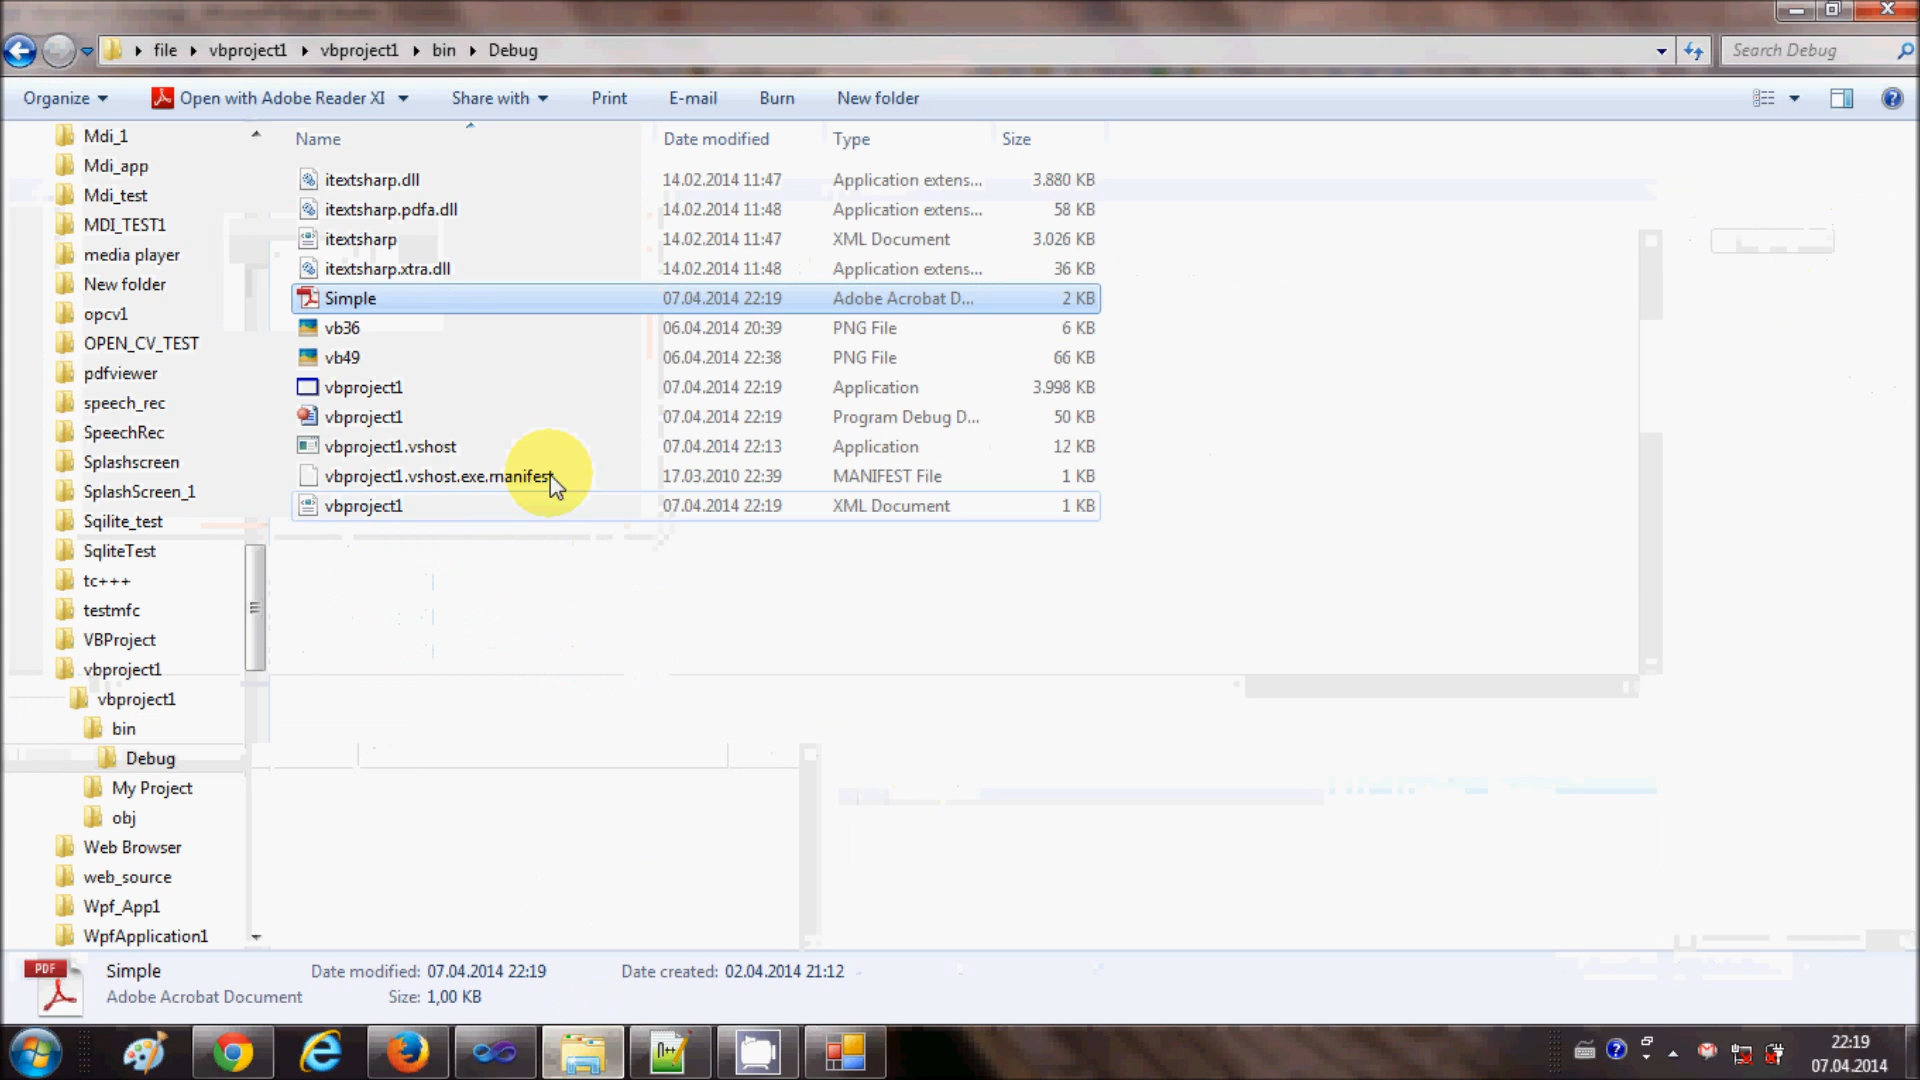 file vbproject1 vbproject1 bin Debug Search Debug
Organize Open with Adobe Reader XI Share with Print E-mail Burn New folder
Name Date modified Type Size
Mdi_1
Mdi_app
Mdi_test
MDI_TEST1
media player
New folder
opcv1
OPEN_CV_TEST
pdfviewer
speech_rec
SpeechRec
Splashscreen
SplashScreen_1
Sqilite_test
SqliteTest
tc+++
testmfc
VBProject
vbproject1
vbproject1
bin
Debug
My Project
obj
Web Browser
web_source
Wpf_App1
WpfApplication1
itextsharp.dll 14.02.2014 11:47 Application extens... 3.880 KB
itextsharp.pdfa.dll 14.02.2014 11:48 Application extens... 58 KB
itextsharp 14.02.2014 11:47 XML Document 3.026 KB
itextsharp.xtra.dll 14.02.2014 11:48 Application extens... 36 KB
Simple 07.04.2014 22:19 Adobe Acrobat D... 2 KB
vb36 06.04.2014 20:39 PNG File 6 KB
vb49 06.04.2014 22:38 PNG File 66 KB
vbproject1 07.04.2014 22:19 Application 3.998 KB
vbproject1 07.04.2014 22:19 Program Debug D... 50 KB
vbproject1.vshost 07.04.2014 22:13 Application 12 KB
vbproject1.vshost.exe.manifest 17.03.2010 22:39 MANIFEST File 1 KB
vbproject1 07.04.2014 22:19 XML Document 1 KB
PDF
Simple Date modified: 07.04.2014 22:19 Date created: 02.04.2014 21:12
Adobe Acrobat Document Size: 1,00 KB
22:19
07.04.2014